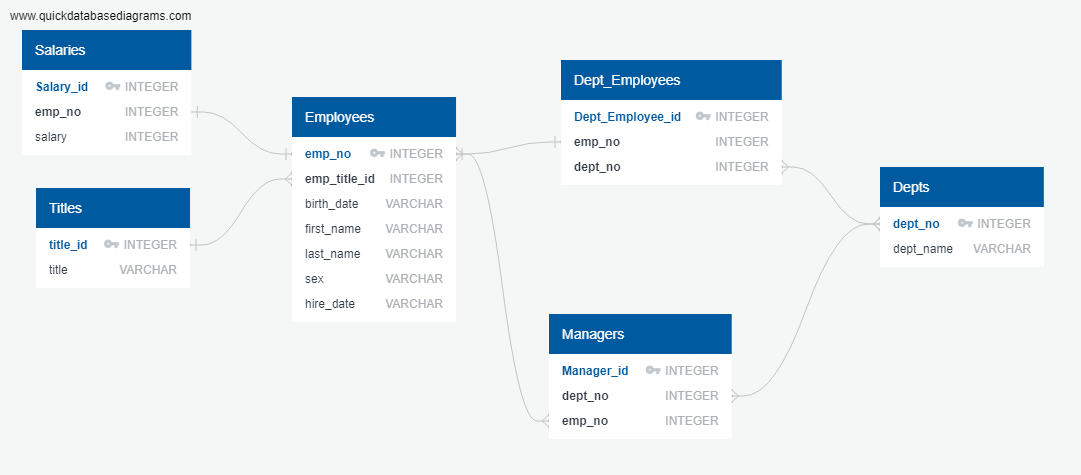 www.quickdatabasediagrams.com
Salaries
Salary_id INTEGER
emp_no INTEGER
salary INTEGER
Titles
title_id INTEGER
title VARCHAR
Employees
emp_no INTEGER
emp_title_id INTEGER
birth_date VARCHAR
first_name VARCHAR
last_name VARCHAR
sex VARCHAR
hire_date VARCHAR
Dept_Employees
Dept_Employee_id INTEGER
emp_no INTEGER
dept_no INTEGER
Managers
Manager_id INTEGER
dept_no INTEGER
emp_no INTEGER
Depts
dept_no INTEGER
dept_name VARCHAR